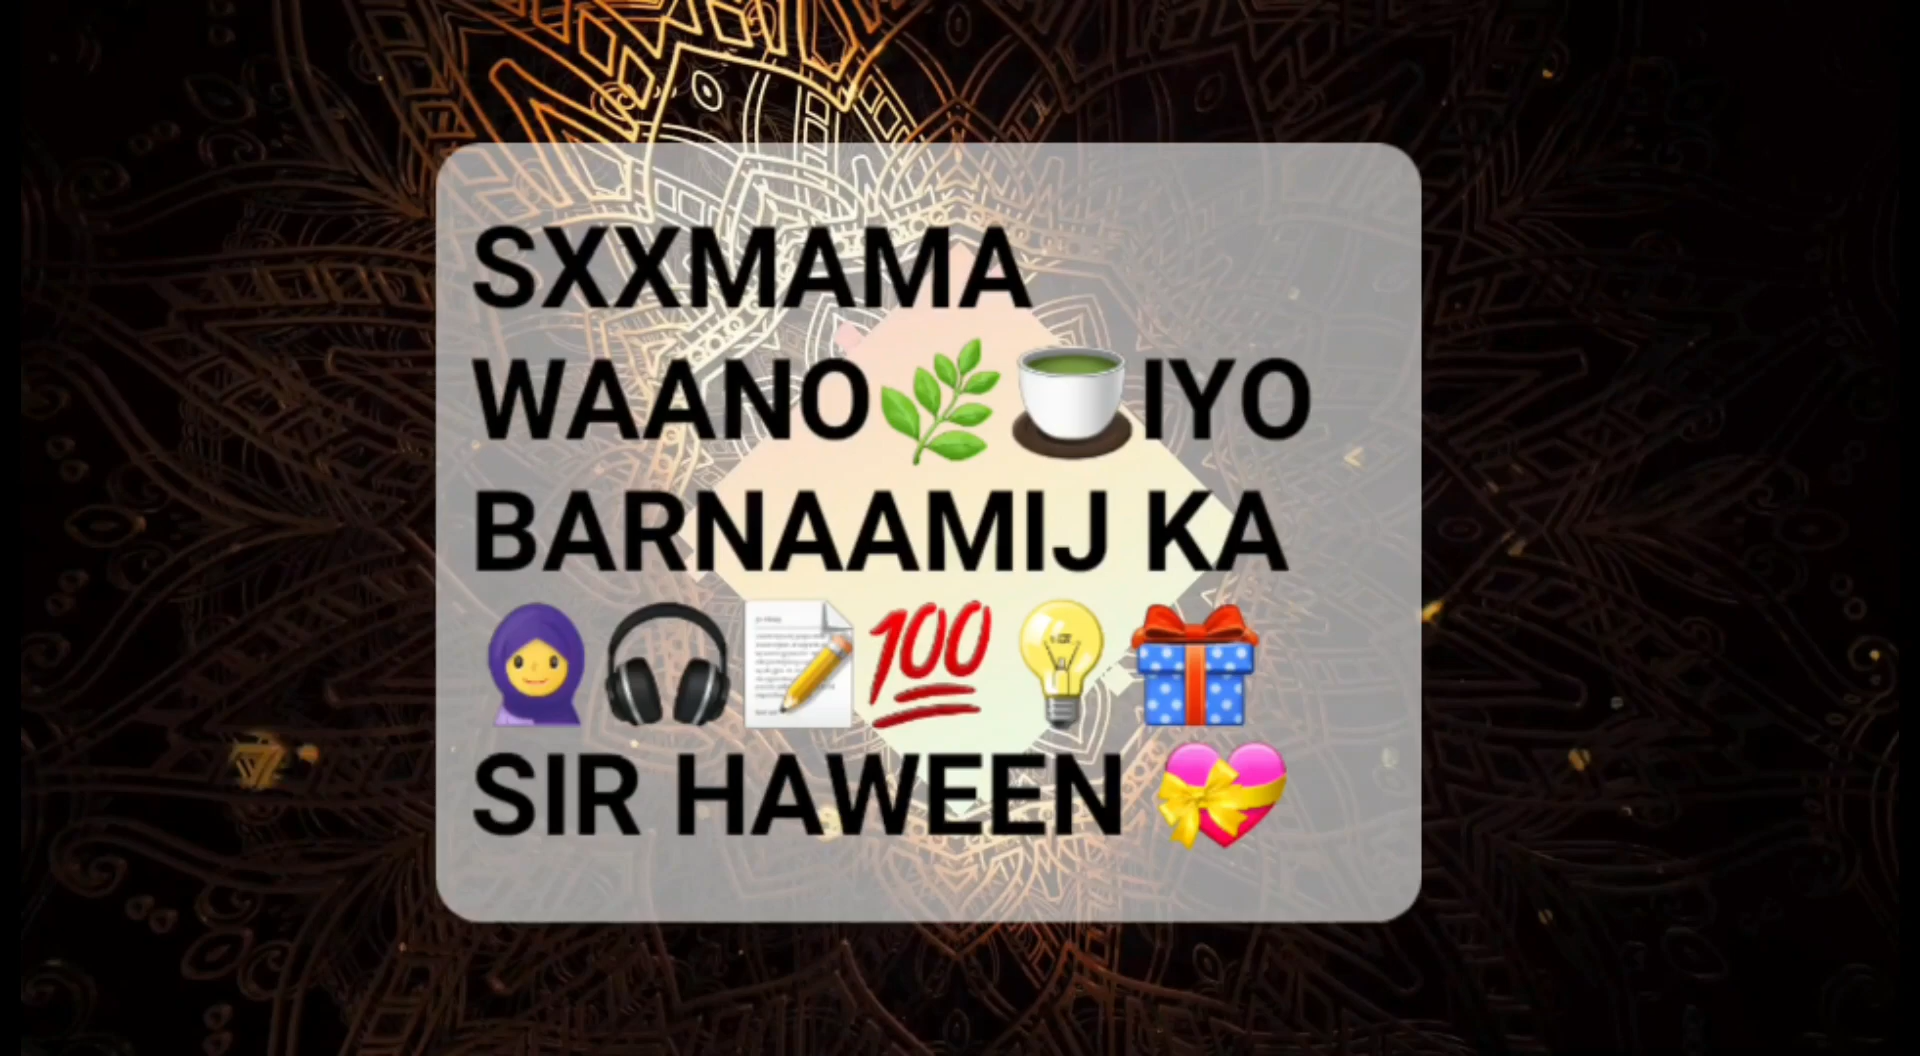 SXXMAMA
WAANO🌿🍵IYO
BARNAAMIJ KA
🧕🎧📝💯💡🎁
SIR HAWEEN 💝